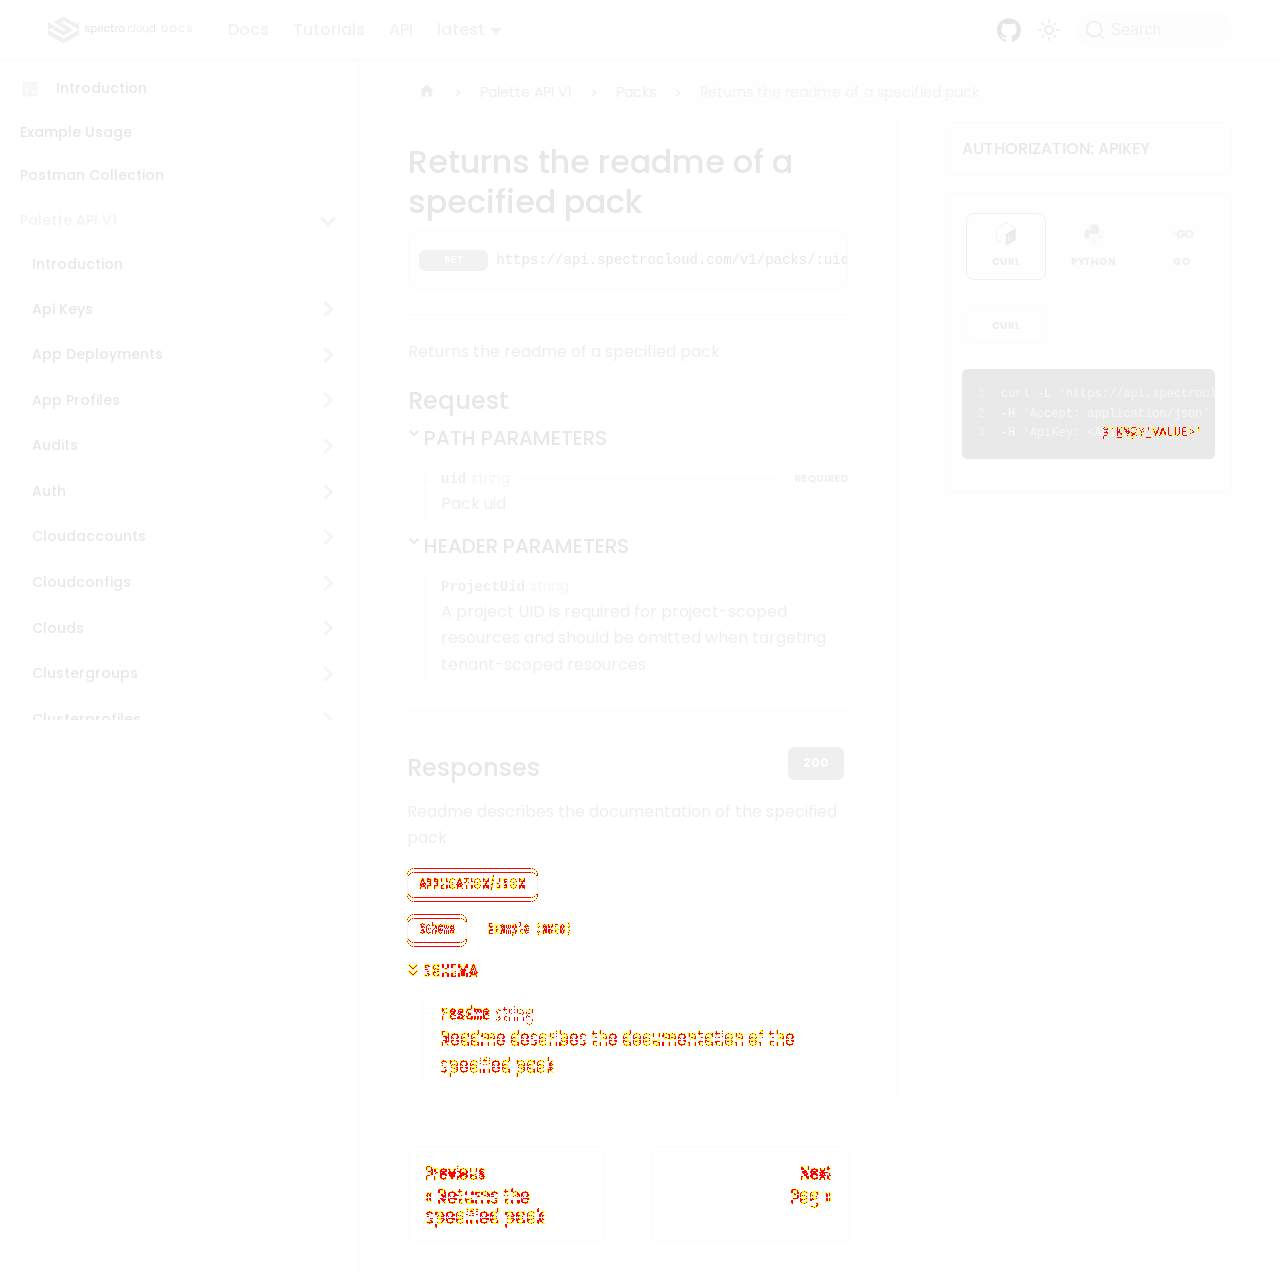 spectro cloud DOCS
Docs Tutorials API latest
Search
Introduction
Example Usage
Postman Collection
Palette API V1
Introduction
Api Keys
App Deployments
App Profiles
Audits
Auth
Cloudaccounts
Cloudconfigs
Clouds
Clustergroups
Clusterprofiles
Palette API V1 Packs Returns the readme of a specified pack
Returns the readme of a
specified pack
GET https://api.spectrocloud.com/v1/packs/:uid
Returns the readme of a specified pack
Request
PATH PARAMETERS
uid string REQUIRED
Pack uid
HEADER PARAMETERS
ProjectUid string
A project UID is required for project-scoped
resources and should be omitted when targeting
tenant-scoped resources
Responses 200
Readme describes the documentation of the specified
pack
APPLICATION/JSON
Schema Example (auto)
SCHEMA
readme string
Readme describes the documentation of the
specified pack
Previous
« Returns the
specified pack
Next
Peg »
AUTHORIZATION: APIKEY
CURL PYTHON GO
CURL
1 curl -L 'https://api.spectrocl
2 -H 'Accept: application/json'
3 -H 'ApiKey: